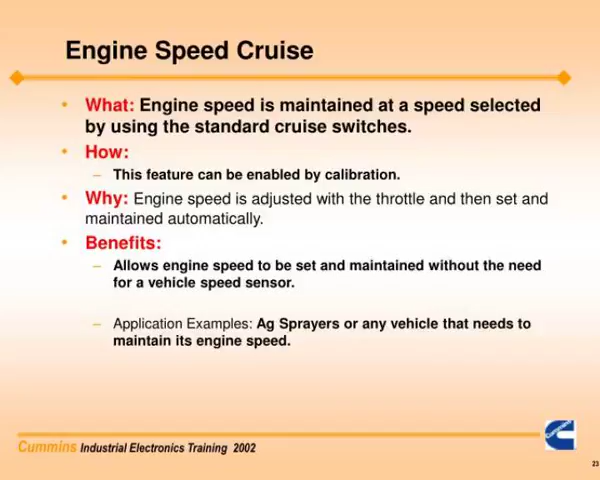 Engine Speed Cruise
• What: Engine speed is maintained at a speed selected
by using the standard cruise switches.
• How:
– This feature can be enabled by calibration.
• Why: Engine speed is adjusted with the throttle and then set and
maintained automatically.
• Benefits:
– Allows engine speed to be set and maintained without the need
for a vehicle speed sensor.
– Application Examples: Ag Sprayers or any vehicle that needs to
maintain its engine speed.
Cummins Industrial Electronics Training 2002
Cummins
23